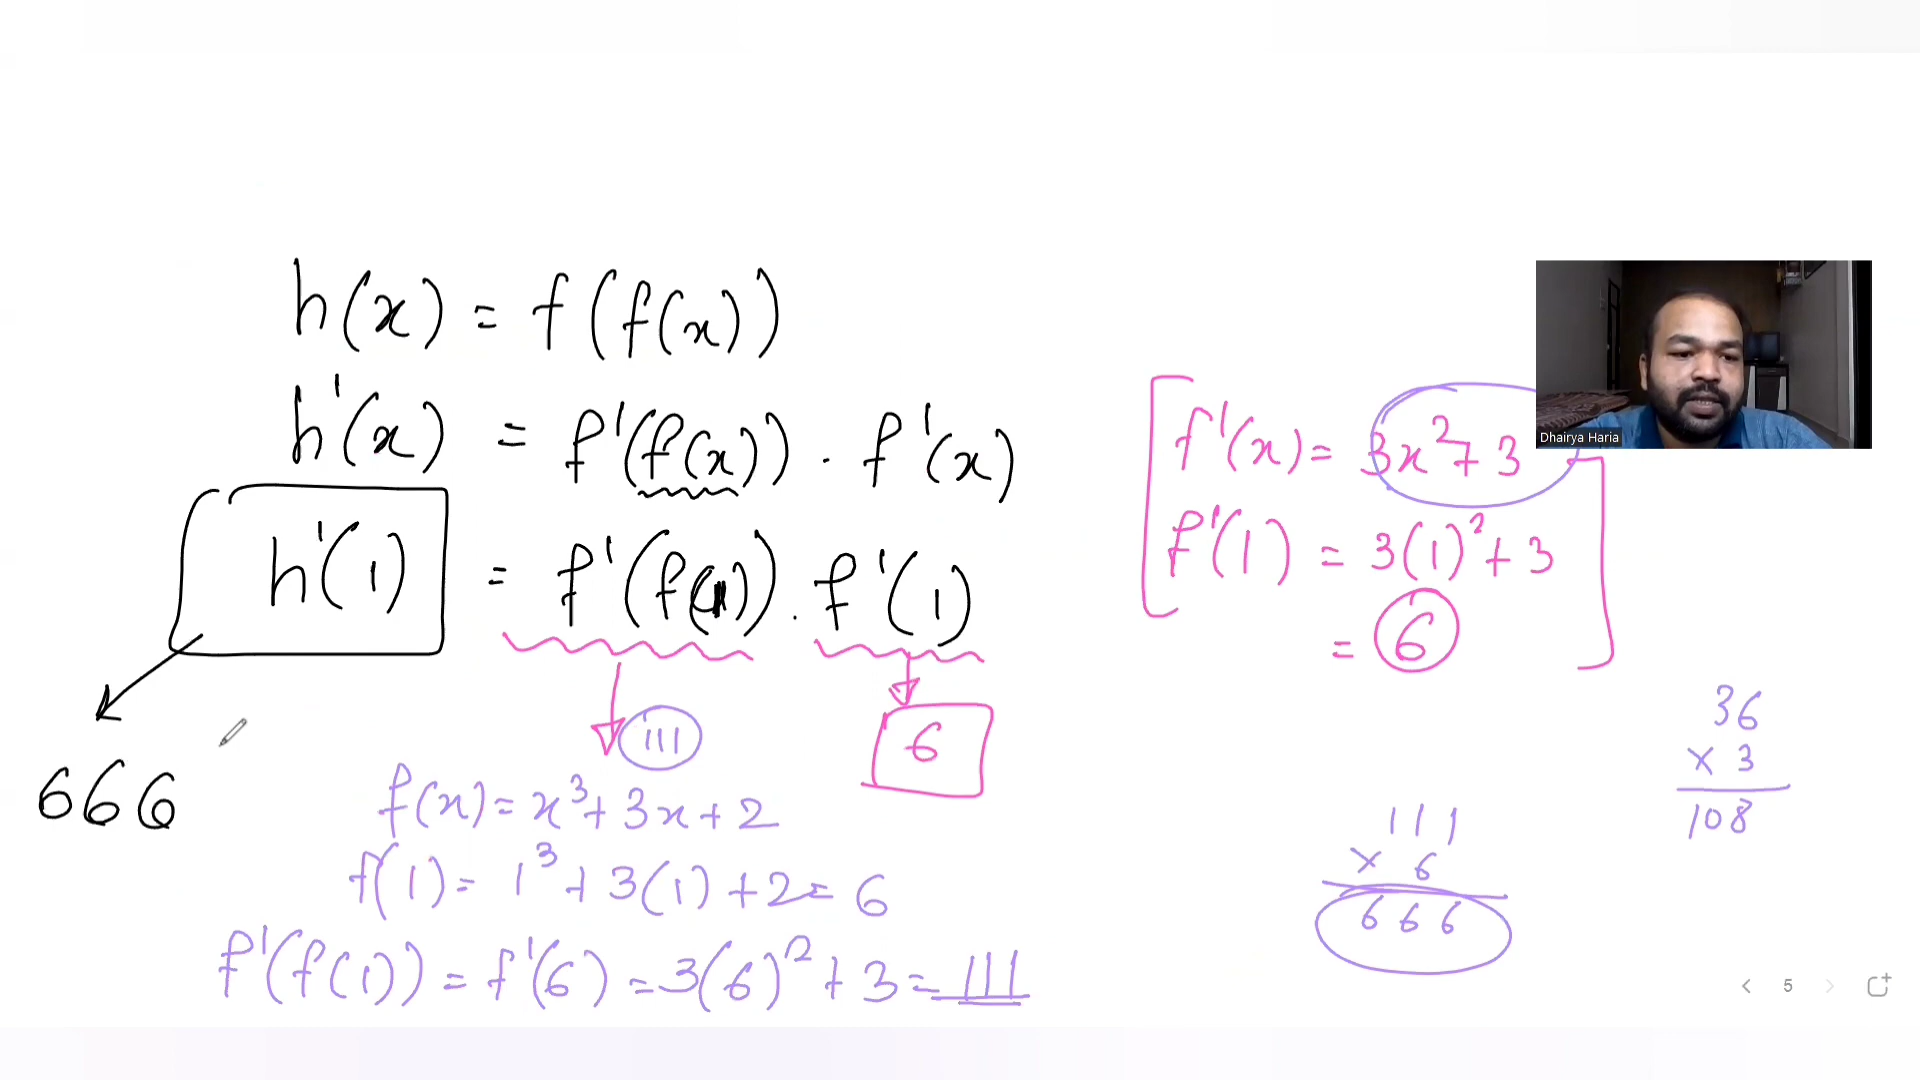 h(x) = f(f(x))
h'(x) = f'(f(x)) . f'(x)
h'(1) = f'(f(1)) . f'(1)
666
111
6
f(x) = x³ + 3x + 2
f(1) = 1³ + 3(1) + 2 = 6
f'(f(1)) = f'(6) = 3(6)² + 3 = 111
f'(x) = 3x² + 3
f'(1) = 3(1)² + 3
= 6
Dhairya Haria
36
× 3
108
111
× 6
666
< 5 >